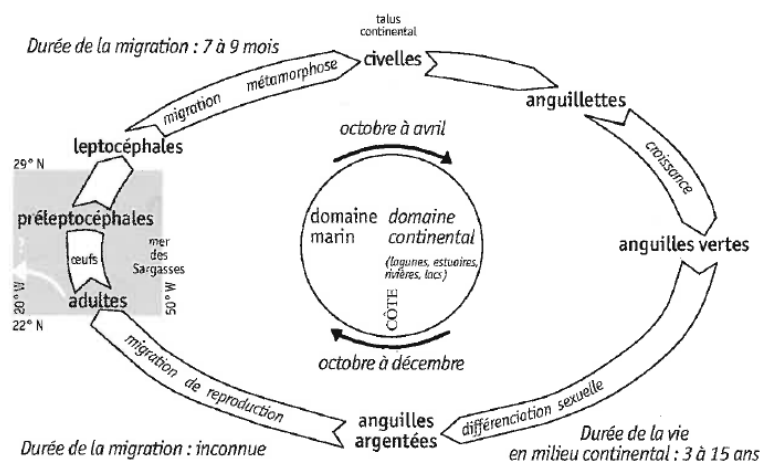 talus
continental
Durée de la migration : 7 à 9 mois
civelles
migration métamorphose
anguillettes
leptocéphales
octobre à avril
croissance
29° N
préleptocéphales
domaine
marin
domaine
continental
(lagunes, estuaires,
rivières, lacs)
anguilles vertes
œufs
mer
des
Sargasses
adultes
20° W
50° W
22° N
CÔTE
octobre à décembre
migration de reproduction
anguilles
argentées
différenciation sexuelle
Durée de la migration : inconnue
Durée de la vie
en milieu continental : 3 à 15 ans